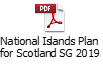 PDF
National Islands Plan
for Scotland SG 2019.